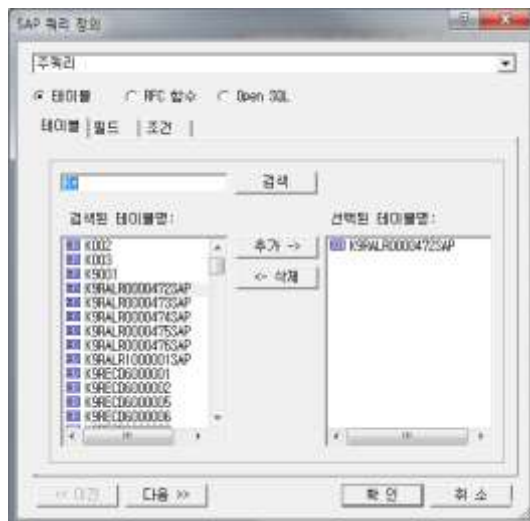 SAP 쿼리 정의
주쿼리
테이블 RFC 함수 Open SQL
테이블 필드 조건
검색
검색된 테이블명:
선택된 테이블명:
K002
K003
K9001
K9RALR0000472SAP
K9RALR0000473SAP
K9RALR0000474SAP
K9RALR0000475SAP
K9RALR0000476SAP
K9RALR1000001SAP
K9RECD6000001
K9RECD6000002
K9RECD6000005
K9RECD6000006
추가 ->
<- 삭제
K9RALR0000472SAP
<< 이전 다음 >> 확인 취소